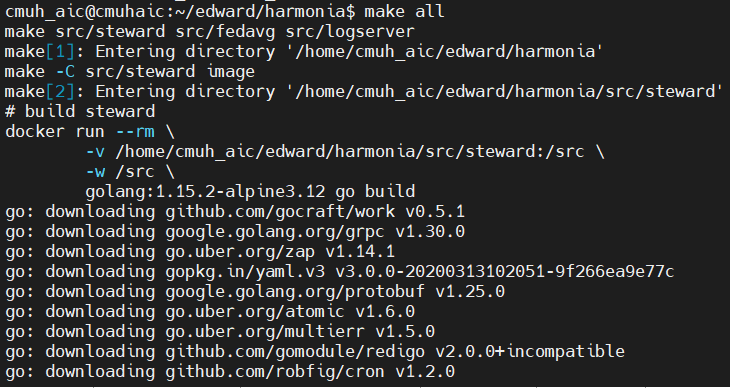 cmuh_aic@cmuhaic:~/edward/harmonia$ make all
make src/steward src/fedavg src/logserver
make[1]: Entering directory '/home/cmuh_aic/edward/harmonia'
make -C src/steward image
make[2]: Entering directory '/home/cmuh_aic/edward/harmonia/src/steward'
# build steward
docker run --rm \
        -v /home/cmuh_aic/edward/harmonia/src/steward:/src \
        -w /src \
        golang:1.15.2-alpine3.12 go build
go: downloading github.com/gocraft/work v0.5.1
go: downloading google.golang.org/grpc v1.30.0
go: downloading go.uber.org/zap v1.14.1
go: downloading gopkg.in/yaml.v3 v3.0.0-20200313102051-9f266ea9e77c
go: downloading google.golang.org/protobuf v1.25.0
go: downloading go.uber.org/atomic v1.6.0
go: downloading go.uber.org/multierr v1.5.0
go: downloading github.com/gomodule/redigo v2.0.0+incompatible
go: downloading github.com/robfig/cron v1.2.0